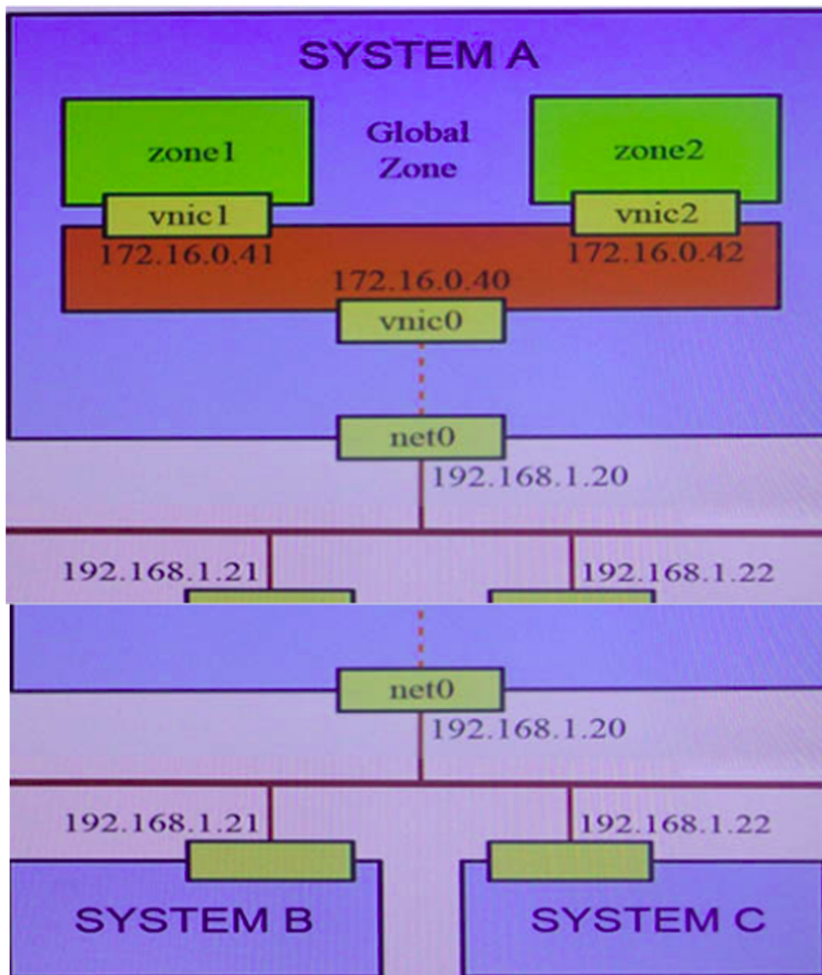 SYSTEM A
zone1
Global
Zone
zone2
vnic1
vnic2
172.16.0.41
172.16.0.42
172.16.0.40
vnic0
net0
192.168.1.20
192.168.1.21
192.168.1.22
net0
192.168.1.20
192.168.1.21
192.168.1.22
SYSTEM B
SYSTEM C